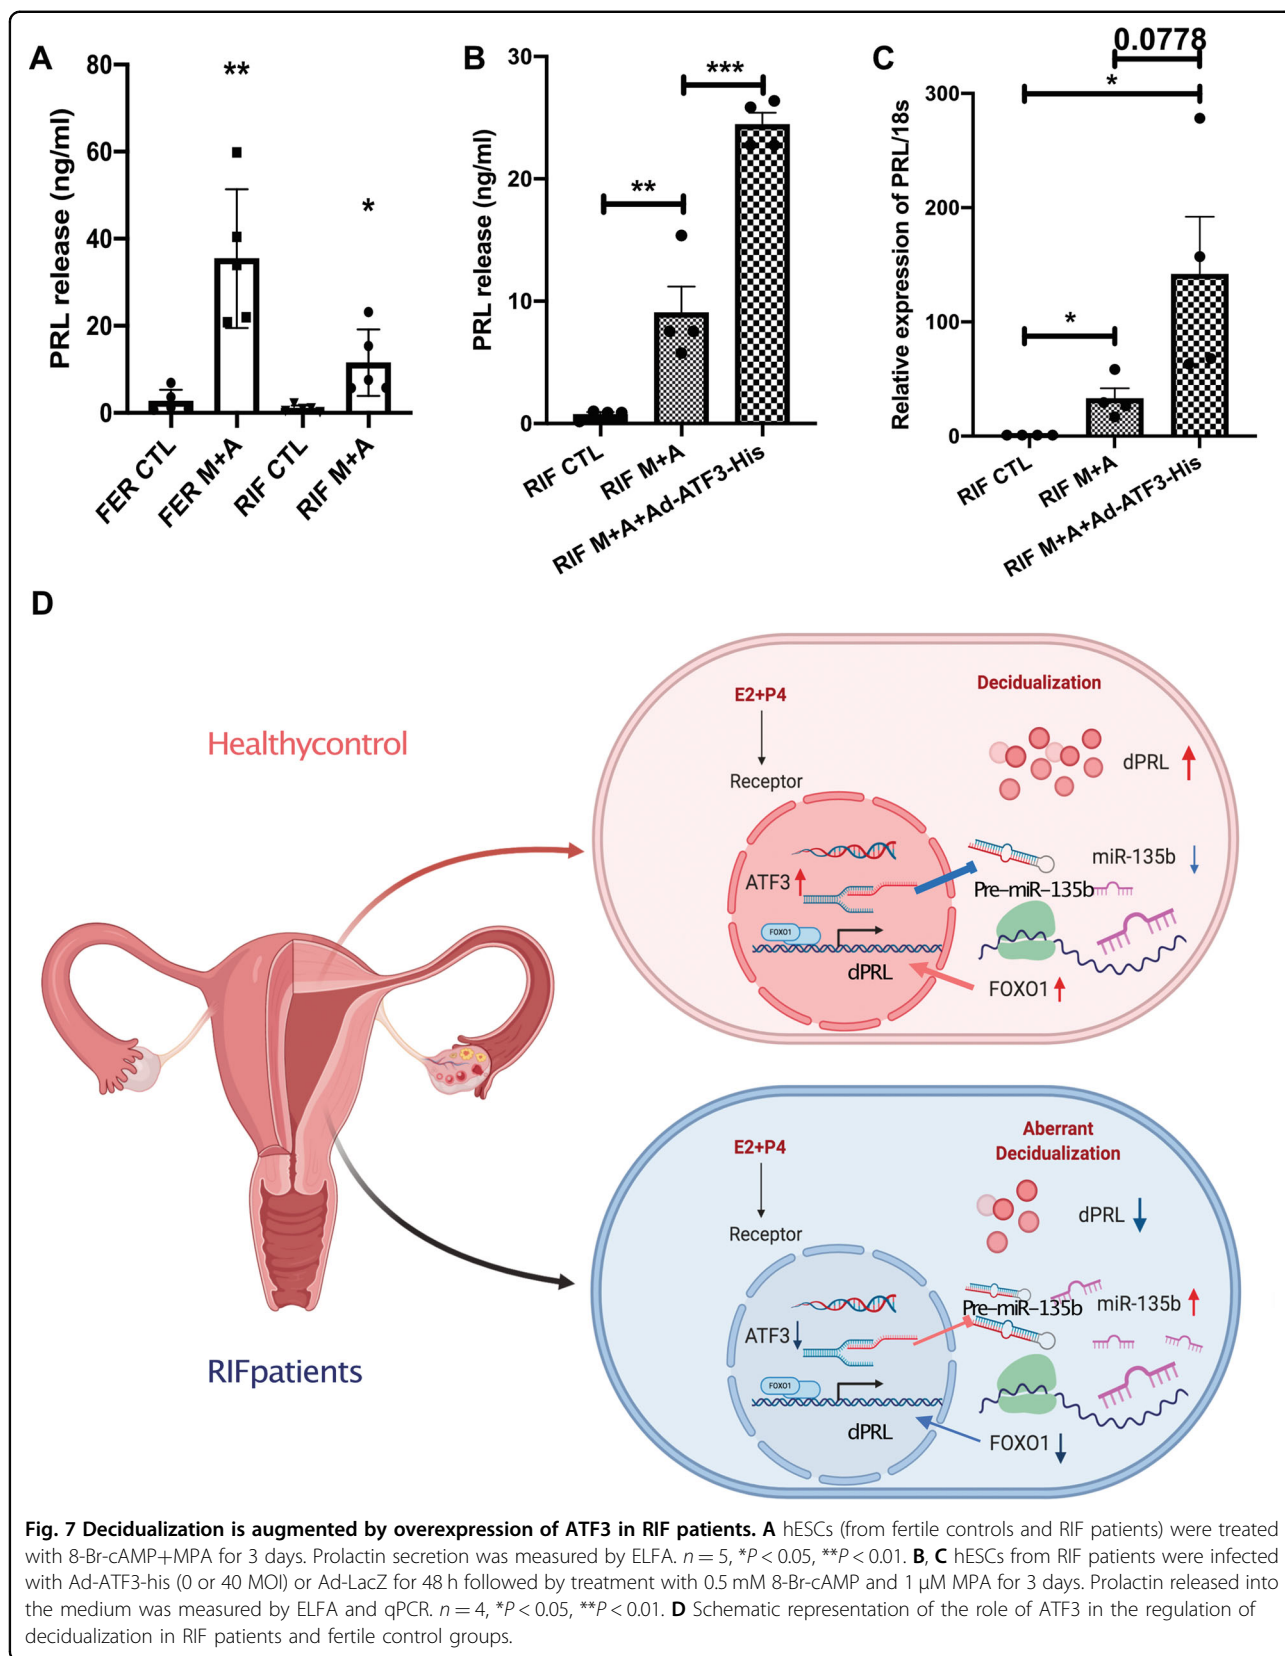 A
80
60
40
20
0
PRL release (ng/ml)
**
*
FER CTL
FER M+A
RIF CTL
RIF M+A
B
30
20
10
0
PRL release (ng/ml)
***
**
RIF CTL
RIF M+A
RIF M+A+Ad-ATF3-His
C
0.0778
*
*
300
200
100
0
Relative expression of PRL/18s
RIF CTL
RIF M+A
RIF M+A+Ad-ATF3-His
D
Healthycontrol
E2+P4
Receptor
Decidualization
dPRL
miR-135b
Pre–miR–135b
ATF3
FOXO1
dPRL
FOXO1
RIFpatients
E2+P4
Receptor
Aberrant
Decidualization
dPRL
Pre–miR–135b
miR-135b
ATF3
FOXO1
dPRL
FOXO1
Fig. 7 Decidualization is augmented by overexpression of ATF3 in RIF patients. A hESCs (from fertile controls and RIF patients) were treated
with 8-Br-cAMP+MPA for 3 days. Prolactin secretion was measured by ELFA. n = 5, *P < 0.05, **P < 0.01. B, C hESCs from RIF patients were infected
with Ad-ATF3-his (0 or 40 MOI) or Ad-LacZ for 48 h followed by treatment with 0.5 mM 8-Br-cAMP and 1 μM MPA for 3 days. Prolactin released into
the medium was measured by ELFA and qPCR. n = 4, *P < 0.05, **P < 0.01. D Schematic representation of the role of ATF3 in the regulation of
decidualization in RIF patients and fertile control groups.